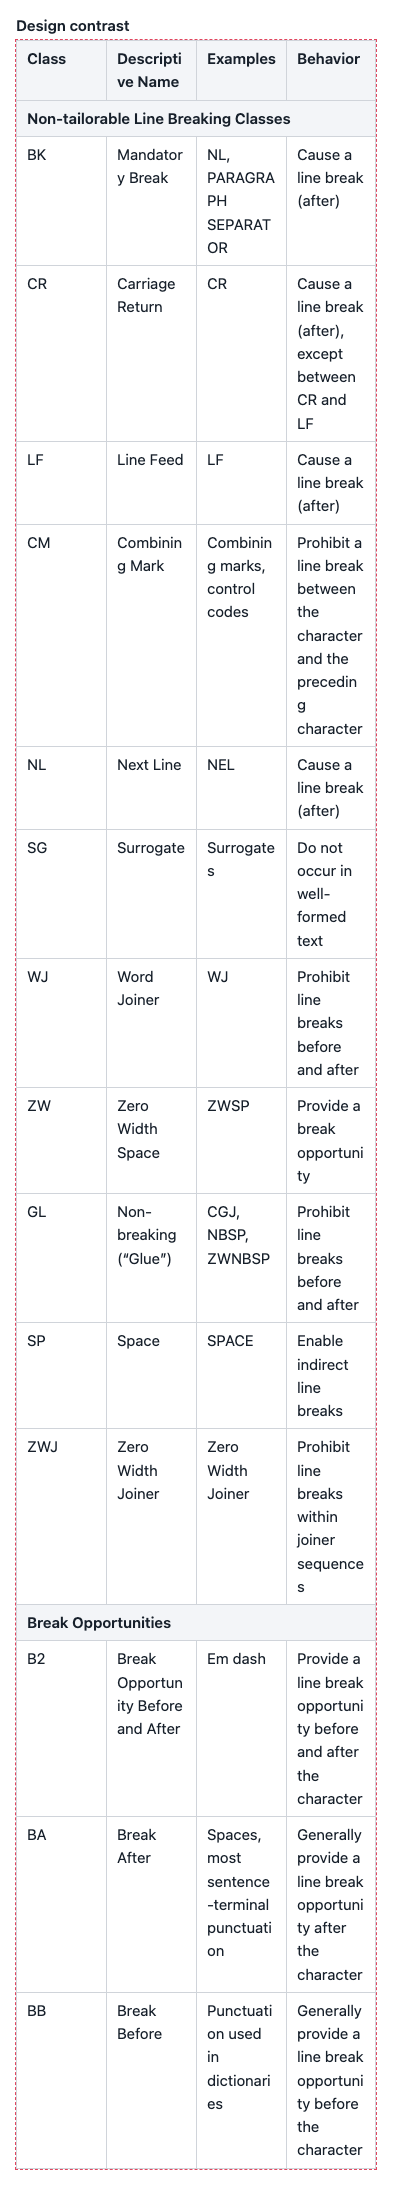 Design contrast
Class
Descripti
ve Name
Examples
Behavior
Non-tailorable Line Breaking Classes
BK
Mandator
y Break
NL,
PARAGRA
PH
SEPARAT
OR
Cause a
line break
(after)
CR
Carriage
Return
CR
Cause a
line break
(after),
except
between
CR and
LF
LF
Line Feed
LF
Cause a
line break
(after)
CM
Combinin
g Mark
Combinin
g marks,
control
codes
Prohibit a
line break
between
the
character
and the
precedin
g
character
NL
Next Line
NEL
Cause a
line break
(after)
SG
Surrogate
Surrogate
s
Do not
occur in
well-
formed
text
WJ
Word
Joiner
WJ
Prohibit
line
breaks
before
and after
ZW
Zero
Width
Space
ZWSP
Provide a
break
opportuni
ty
GL
Non-
breaking
(“Glue”)
CGJ,
NBSP,
ZWNBSP
Prohibit
line
breaks
before
and after
SP
Space
SPACE
Enable
indirect
line
breaks
ZWJ
Zero
Width
Joiner
Zero
Width
Joiner
Prohibit
line
breaks
within
joiner
sequence
s
Break Opportunities
B2
Break
Opportun
ity Before
and After
Em dash
Provide a
line break
opportuni
ty before
and after
the
character
BA
Break
After
Spaces,
most
sentence
-terminal
punctuati
on
Generally
provide a
line break
opportuni
ty after
the
character
BB
Break
Before
Punctuati
on used
in
dictionari
es
Generally
provide a
line break
opportuni
ty before
the
character